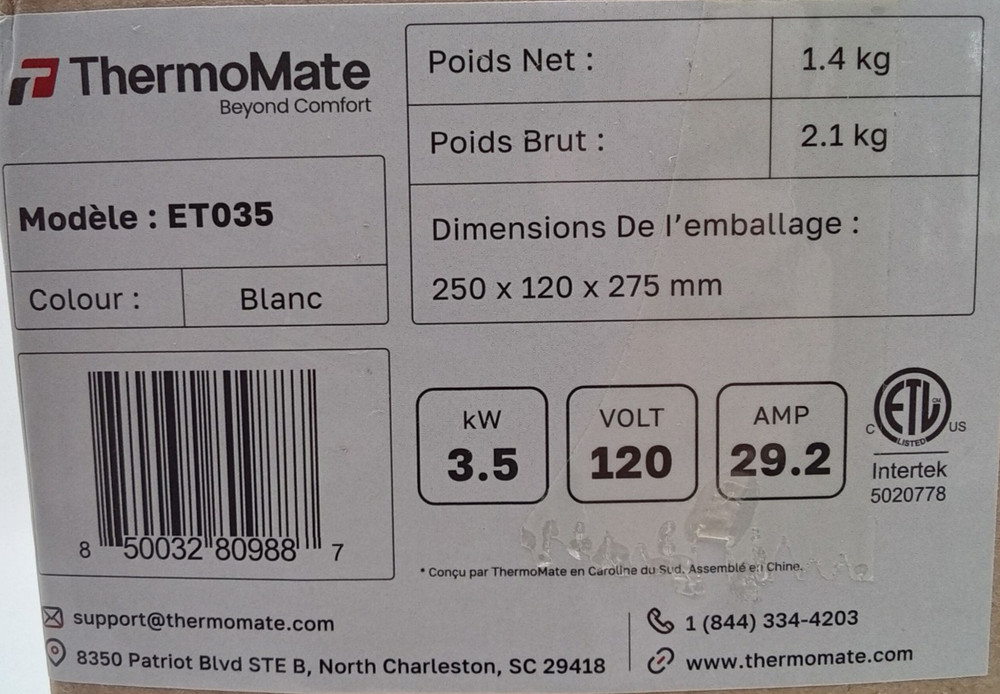 ThermoMate
Beyond Comfort
Modèle : ET035
Colour : Blanc
8 50032 80988 7
Poids Net : 1.4 kg
Poids Brut : 2.1 kg
Dimensions De l'emballage :
250 x 120 x 275 mm
kW
3.5
VOLT
120
AMP
29.2
ETL CM
C US
LISTED
Intertek
5020778
* Conçu par ThermoMate en Caroline du Sud. Assemblé en Chine.
support@thermomate.com
8350 Patriot Blvd STE B, North Charleston, SC 29418
1 (844) 334-4203
www.thermomate.com